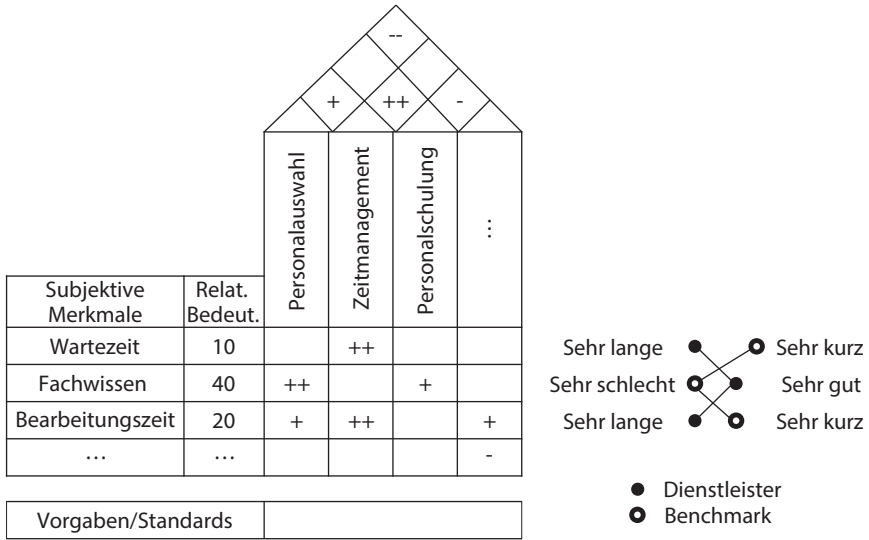 --
+ ++ -
Personalauswahl
Zeitmanagement
Personalschulung
...
Subjektive Merkmale
Relat. Bedeut.
Wartezeit 10 ++
Sehr lange Sehr kurz
Fachwissen 40 ++ +
Sehr schlecht Sehr gut
Bearbeitungszeit 20 + ++ +
Sehr lange Sehr kurz
... ... -
Dienstleister
Benchmark
Vorgaben/Standards